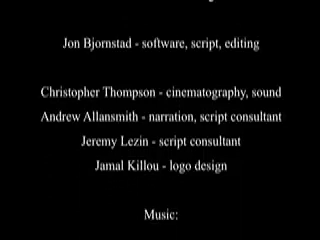 Jon Bjornstad - software, script, editing
Christopher Thompson - cinematography, sound
Andrew Allansmith - narration, script consultant
Jeremy Lezin - script consultant
Jamal Killou - logo design
Music: